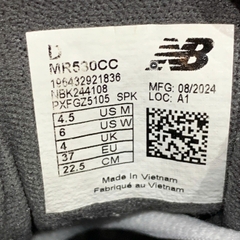 D
MR530CC
196432921836
NBK244108
PXFGZ5105 SPK
4.5 US M
6 US W
4 UK
37 EU
22.5 CM
NB
MFG: 08/2024
LOC: A1
Made in Vietnam
Fabriqué au Vietnam